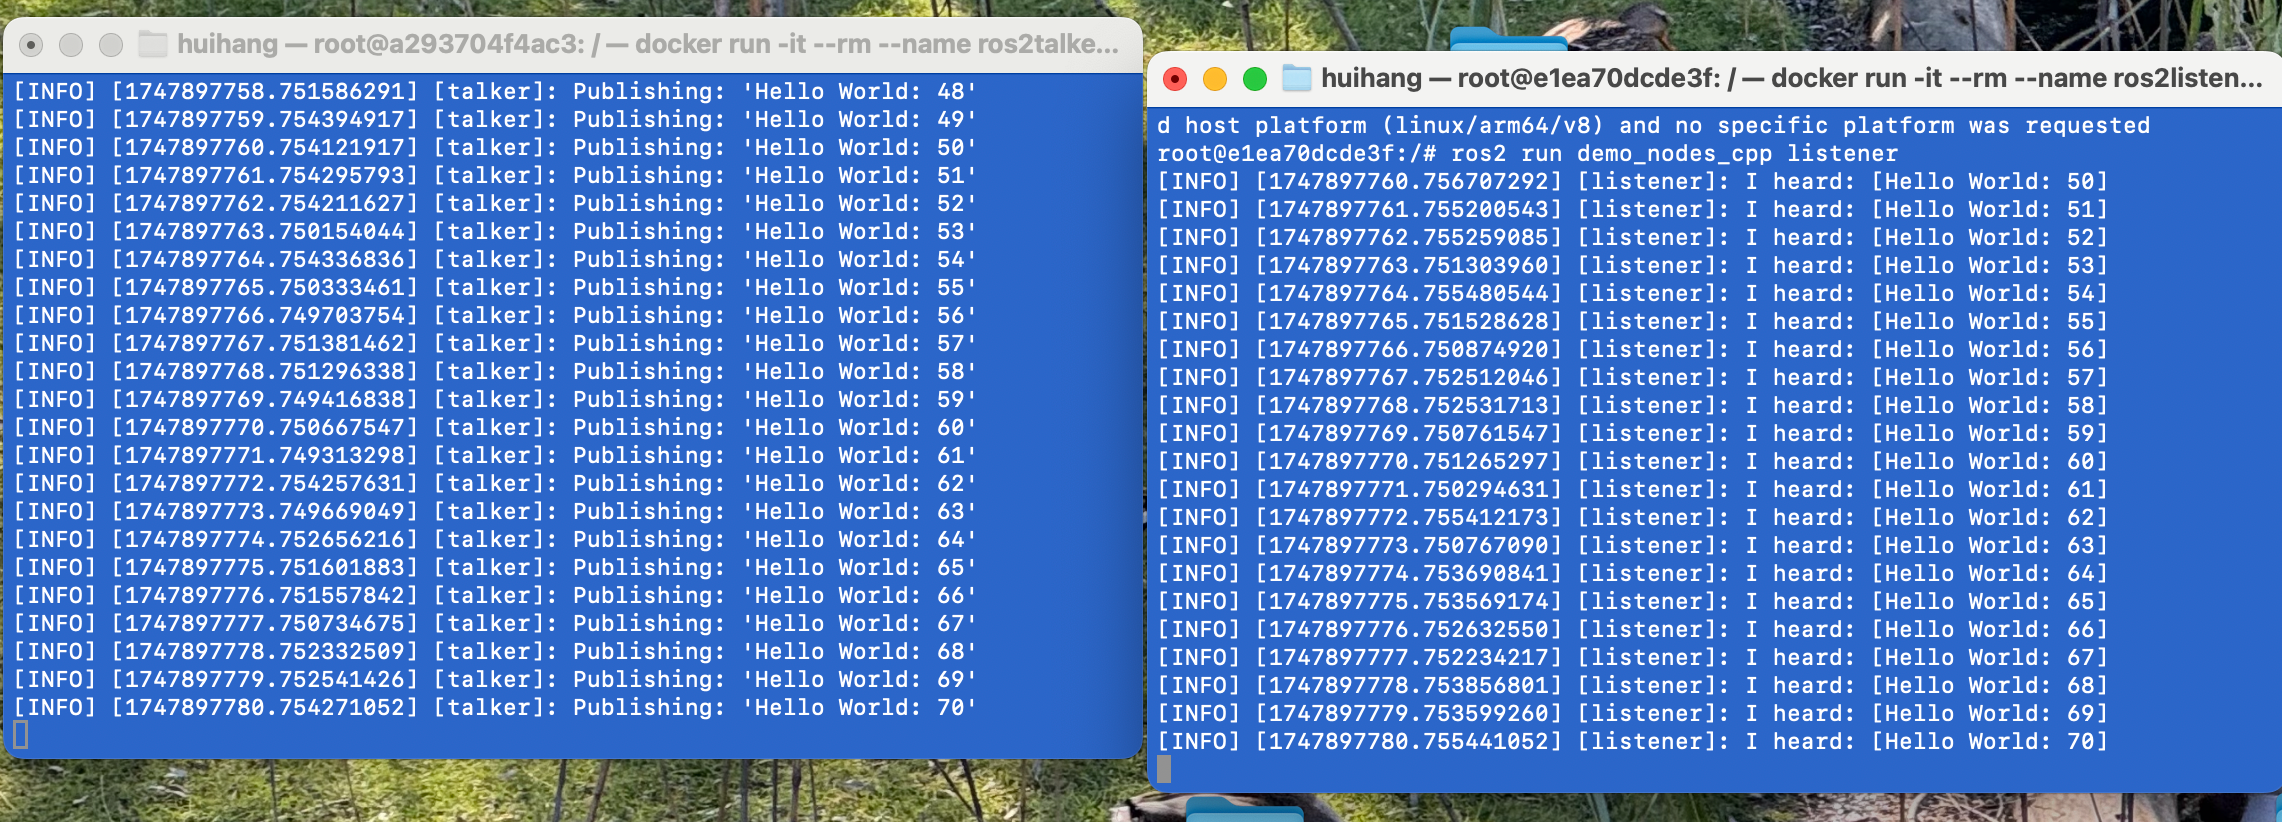 huihang — root@a293704f4ac3: / — docker run -it --rm --name ros2talke...
[INFO] [1747897758.751586291] [talker]: Publishing: 'Hello World: 48'
[INFO] [1747897759.754394917] [talker]: Publishing: 'Hello World: 49'
[INFO] [1747897760.754121917] [talker]: Publishing: 'Hello World: 50'
[INFO] [1747897761.754295793] [talker]: Publishing: 'Hello World: 51'
[INFO] [1747897762.754211627] [talker]: Publishing: 'Hello World: 52'
[INFO] [1747897763.750154044] [talker]: Publishing: 'Hello World: 53'
[INFO] [1747897764.754336836] [talker]: Publishing: 'Hello World: 54'
[INFO] [1747897765.750333461] [talker]: Publishing: 'Hello World: 55'
[INFO] [1747897766.749703754] [talker]: Publishing: 'Hello World: 56'
[INFO] [1747897767.751381462] [talker]: Publishing: 'Hello World: 57'
[INFO] [1747897768.751296338] [talker]: Publishing: 'Hello World: 58'
[INFO] [1747897769.749416838] [talker]: Publishing: 'Hello World: 59'
[INFO] [1747897770.750667547] [talker]: Publishing: 'Hello World: 60'
[INFO] [1747897771.749313298] [talker]: Publishing: 'Hello World: 61'
[INFO] [1747897772.754257631] [talker]: Publishing: 'Hello World: 62'
[INFO] [1747897773.749669049] [talker]: Publishing: 'Hello World: 63'
[INFO] [1747897774.752656216] [talker]: Publishing: 'Hello World: 64'
[INFO] [1747897775.751601883] [talker]: Publishing: 'Hello World: 65'
[INFO] [1747897776.751557842] [talker]: Publishing: 'Hello World: 66'
[INFO] [1747897777.750734675] [talker]: Publishing: 'Hello World: 67'
[INFO] [1747897778.752332509] [talker]: Publishing: 'Hello World: 68'
[INFO] [1747897779.752541426] [talker]: Publishing: 'Hello World: 69'
[INFO] [1747897780.754271052] [talker]: Publishing: 'Hello World: 70'
huihang — root@e1ea70dcde3f: / — docker run -it --rm --name ros2listen...
d host platform (linux/arm64/v8) and no specific platform was requested
root@e1ea70dcde3f:/# ros2 run demo_nodes_cpp listener
[INFO] [1747897760.756707292] [listener]: I heard: [Hello World: 50]
[INFO] [1747897761.755200543] [listener]: I heard: [Hello World: 51]
[INFO] [1747897762.755259085] [listener]: I heard: [Hello World: 52]
[INFO] [1747897763.751303960] [listener]: I heard: [Hello World: 53]
[INFO] [1747897764.755480544] [listener]: I heard: [Hello World: 54]
[INFO] [1747897765.751528628] [listener]: I heard: [Hello World: 55]
[INFO] [1747897766.750874920] [listener]: I heard: [Hello World: 56]
[INFO] [1747897767.752512046] [listener]: I heard: [Hello World: 57]
[INFO] [1747897768.752531713] [listener]: I heard: [Hello World: 58]
[INFO] [1747897769.750761547] [listener]: I heard: [Hello World: 59]
[INFO] [1747897770.751265297] [listener]: I heard: [Hello World: 60]
[INFO] [1747897771.750294631] [listener]: I heard: [Hello World: 61]
[INFO] [1747897772.755412173] [listener]: I heard: [Hello World: 62]
[INFO] [1747897773.750767090] [listener]: I heard: [Hello World: 63]
[INFO] [1747897774.753690841] [listener]: I heard: [Hello World: 64]
[INFO] [1747897775.753569174] [listener]: I heard: [Hello World: 65]
[INFO] [1747897776.752632550] [listener]: I heard: [Hello World: 66]
[INFO] [1747897777.752234217] [listener]: I heard: [Hello World: 67]
[INFO] [1747897778.753856801] [listener]: I heard: [Hello World: 68]
[INFO] [1747897779.753599260] [listener]: I heard: [Hello World: 69]
[INFO] [1747897780.755441052] [listener]: I heard: [Hello World: 70]